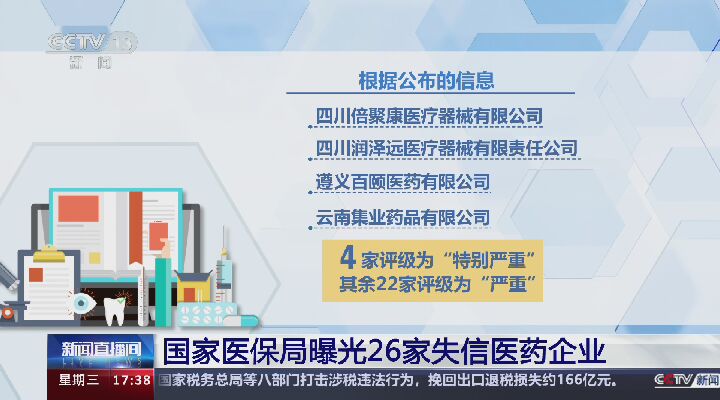 CCTV 13
新闻
根据公布的信息
四川倍聚康医疗器械有限公司
四川润泽远医疗器械有限责任公司
遵义百颐医药有限公司
云南集业药品有限公司
4家评级为“特别严重”
其余22家评级为“严重”
新闻直播间
国家医保局曝光26家失信医药企业
星期三 17:38 国家税务总局等八部门打击涉税违法行为，挽回出口退税损失约166亿元。 CCTV 新闻